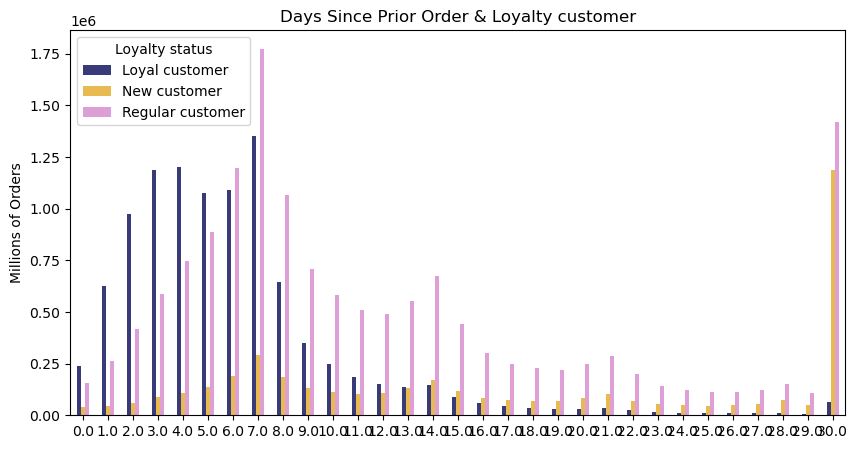 Days Since Prior Order & Loyalty customer
1e6
Loyalty status
Loyal customer
New customer
Regular customer
Millions of Orders
1.75
1.50
1.25
1.00
0.75
0.50
0.25
0.00
0.0 1.0 2.0 3.0 4.0 5.0 6.0 7.0 8.0 9.0 10.0 11.0 12.0 13.0 14.0 15.0 16.0 17.0 18.0 19.0 20.0 21.0 22.0 23.0 24.0 25.0 26.0 27.0 28.0 29.0 30.0